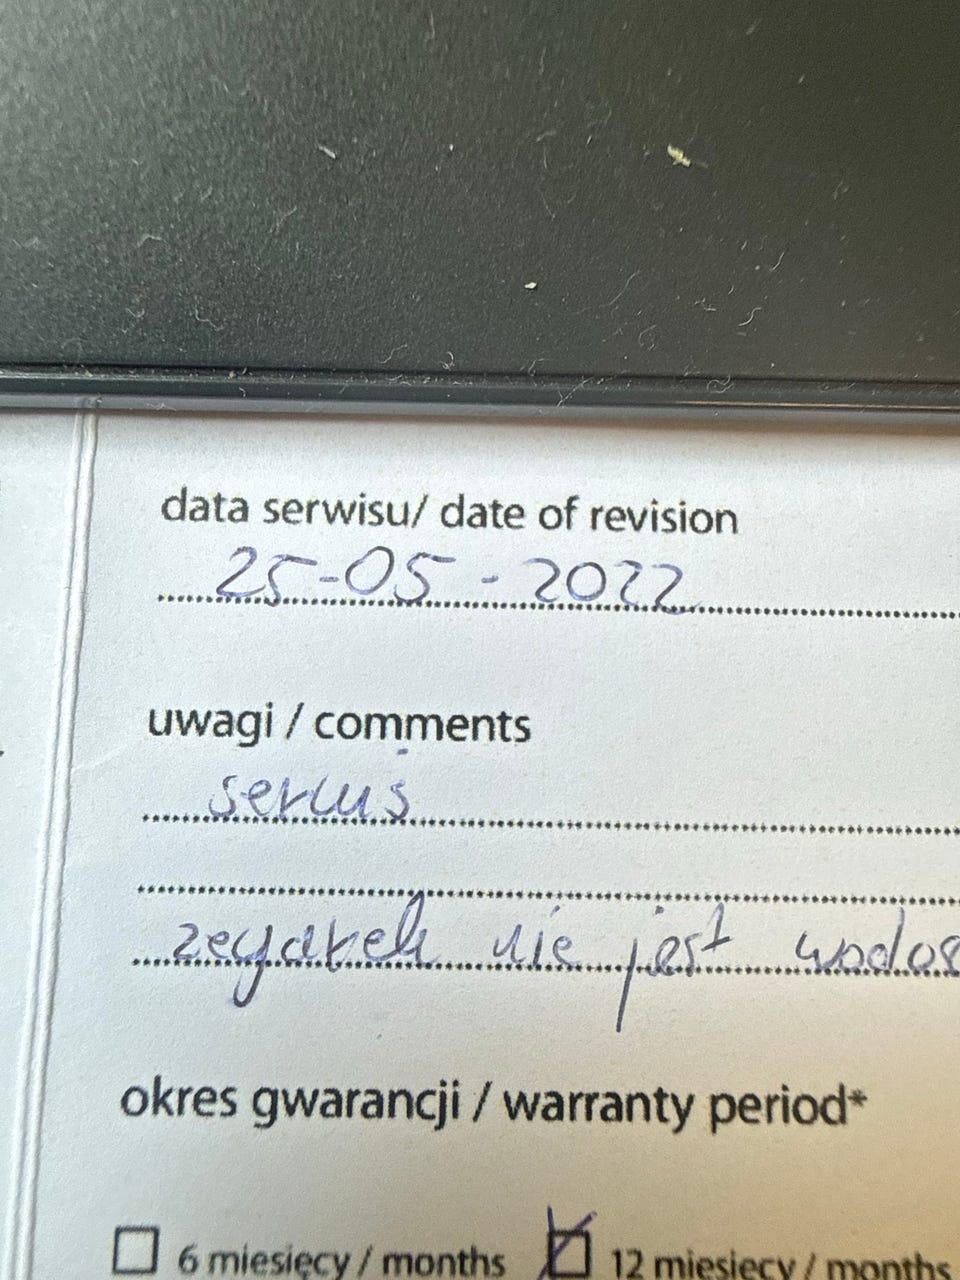 data serwisu/ date of revision
25-05-2022
uwagi / comments
serwis
zegarek nie jest wodos
okres gwarancji / warranty period*
6 miesięcy / months 12 miesięcy / months